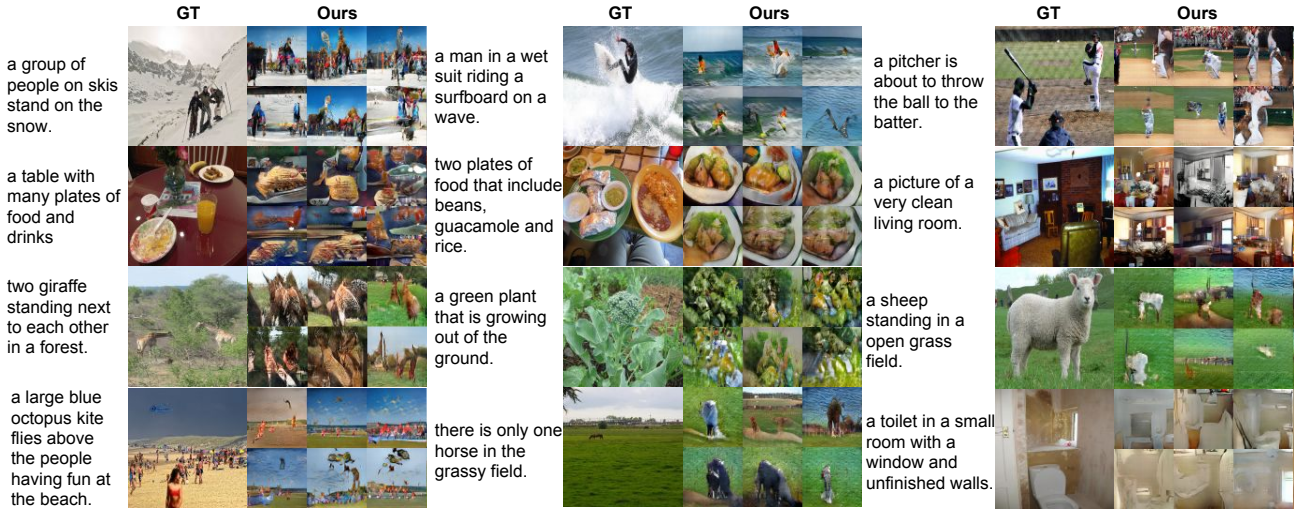 GT Ours
a group of
people on skis
stand on the
snow.
a table with
many plates of
food and
drinks
two giraffe
standing next
to each other
in a forest.
a large blue
octopus kite
flies above
the people
having fun at
the beach.
GT Ours
a man in a wet
suit riding a
surfboard on a
wave.
two plates of
food that include
beans,
guacamole and
rice.
a green plant
that is growing
out of the
ground.
there is only one
horse in the
grassy field.
GT Ours
a pitcher is
about to throw
the ball to the
batter.
a picture of a
very clean
living room.
a sheep
standing in a
open grass
field.
a toilet in a small
room with a
window and
unfinished walls.